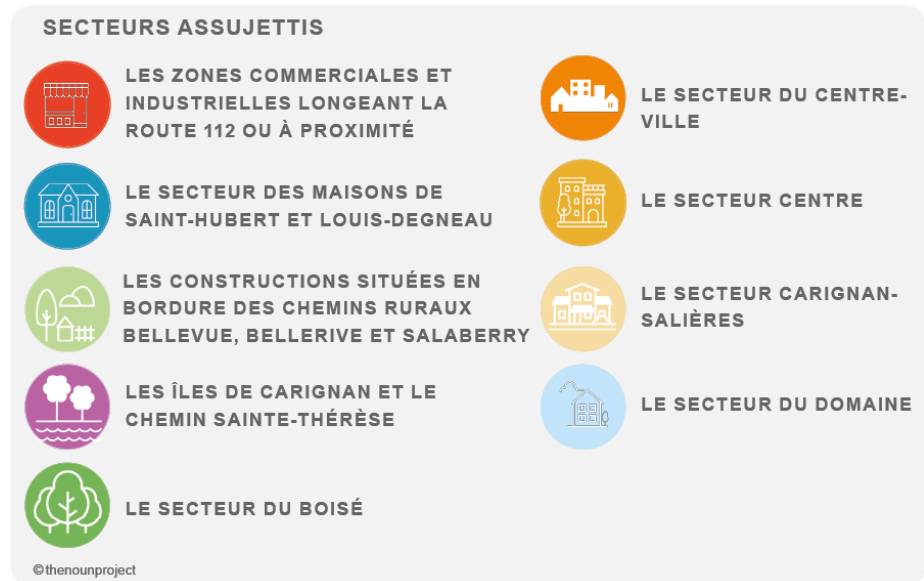 SECTEURS ASSUJETTIS
LES ZONES COMMERCIALES ET
INDUSTRIELLES LONGEANT LA
ROUTE 112 OU À PROXIMITÉ
LE SECTEUR DES MAISONS DE
SAINT-HUBERT ET LOUIS-DEGNEAU
LES CONSTRUCTIONS SITUÉES EN
BORDURE DES CHEMINS RURAUX
BELLEVUE, BELLERIVE ET SALABERRY
LES ÎLES DE CARIGNAN ET LE
CHEMIN SAINTE-THÉRÈSE
LE SECTEUR DU BOISÉ
LE SECTEUR DU CENTRE-
VILLE
LE SECTEUR CENTRE
LE SECTEUR CARIGNAN-
SALIÈRES
LE SECTEUR DU DOMAINE
©thenounproject